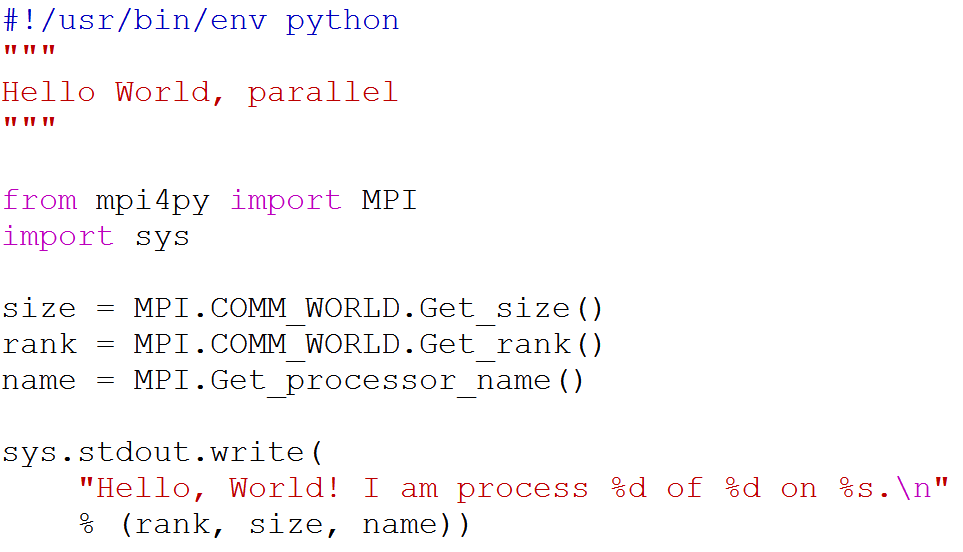 #!/usr/bin/env python
"""
Hello World, parallel
"""
from mpi4py import MPI
import sys
size = MPI.COMM_WORLD.Get_size()
rank = MPI.COMM_WORLD.Get_rank()
name = MPI.Get_processor_name()
sys.stdout.write(
    "Hello, World! I am process %d of %d on %s.\n"
    % (rank, size, name))